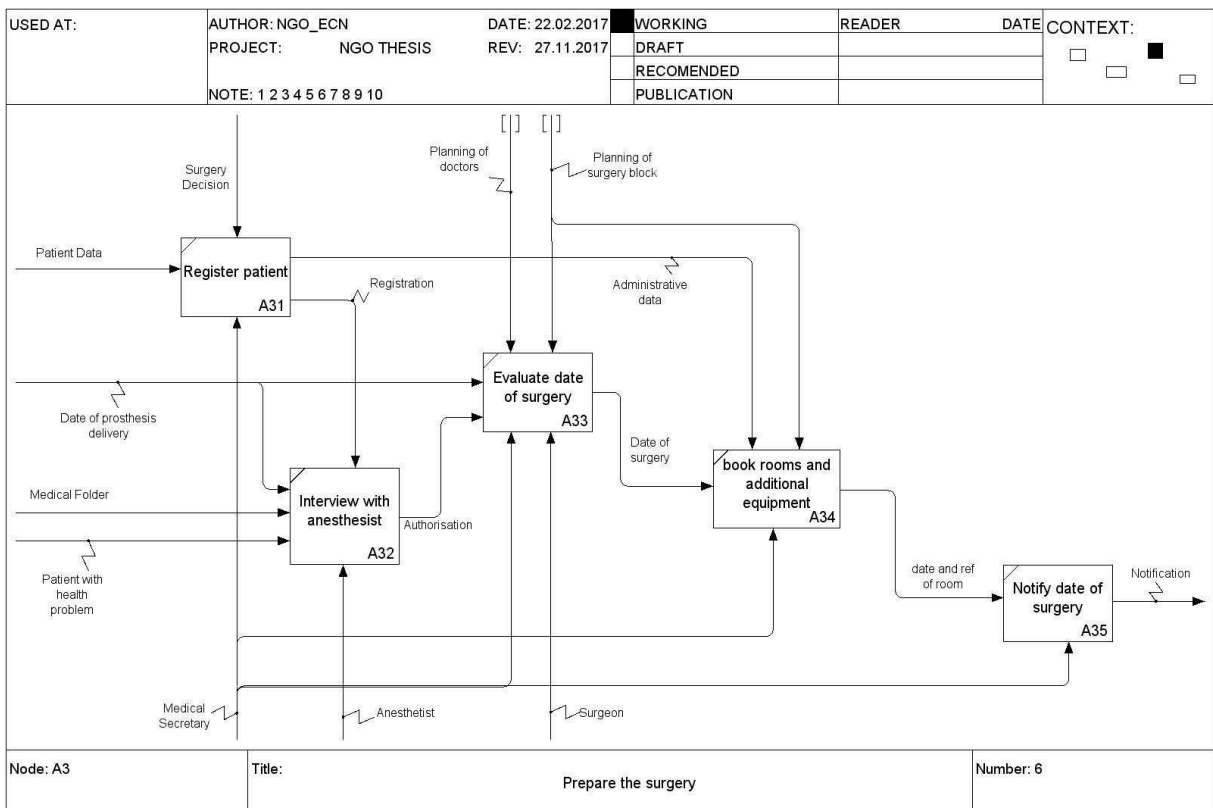 USED AT:
AUTHOR: NGO_ECN
DATE: 22.02.2017
WORKING
READER
DATE
CONTEXT:
PROJECT:
NGO THESIS
REV:
27.11.2017
DRAFT
RECOMENDED
NOTE: 1 2 3 4 5 6 7 8 9 10
PUBLICATION
Surgery
Decision
Planning of
doctors
Planning of
surgery block
Patient Data
Register patient
A31
Registration
Administrative
data
Date of prosthesis
delivery
Evaluate date
of surgery
A33
Date of
surgery
Medical Folder
Interview with
anesthesist
A32
Authorisation
book rooms and
additional
equipment
A34
Patient with
health
problem
date and ref
of room
Notify date of
surgery
A35
Notification
Medical
Secretary
Anesthetist
Surgeon
Node: A3
Title:
Prepare the surgery
Number: 6